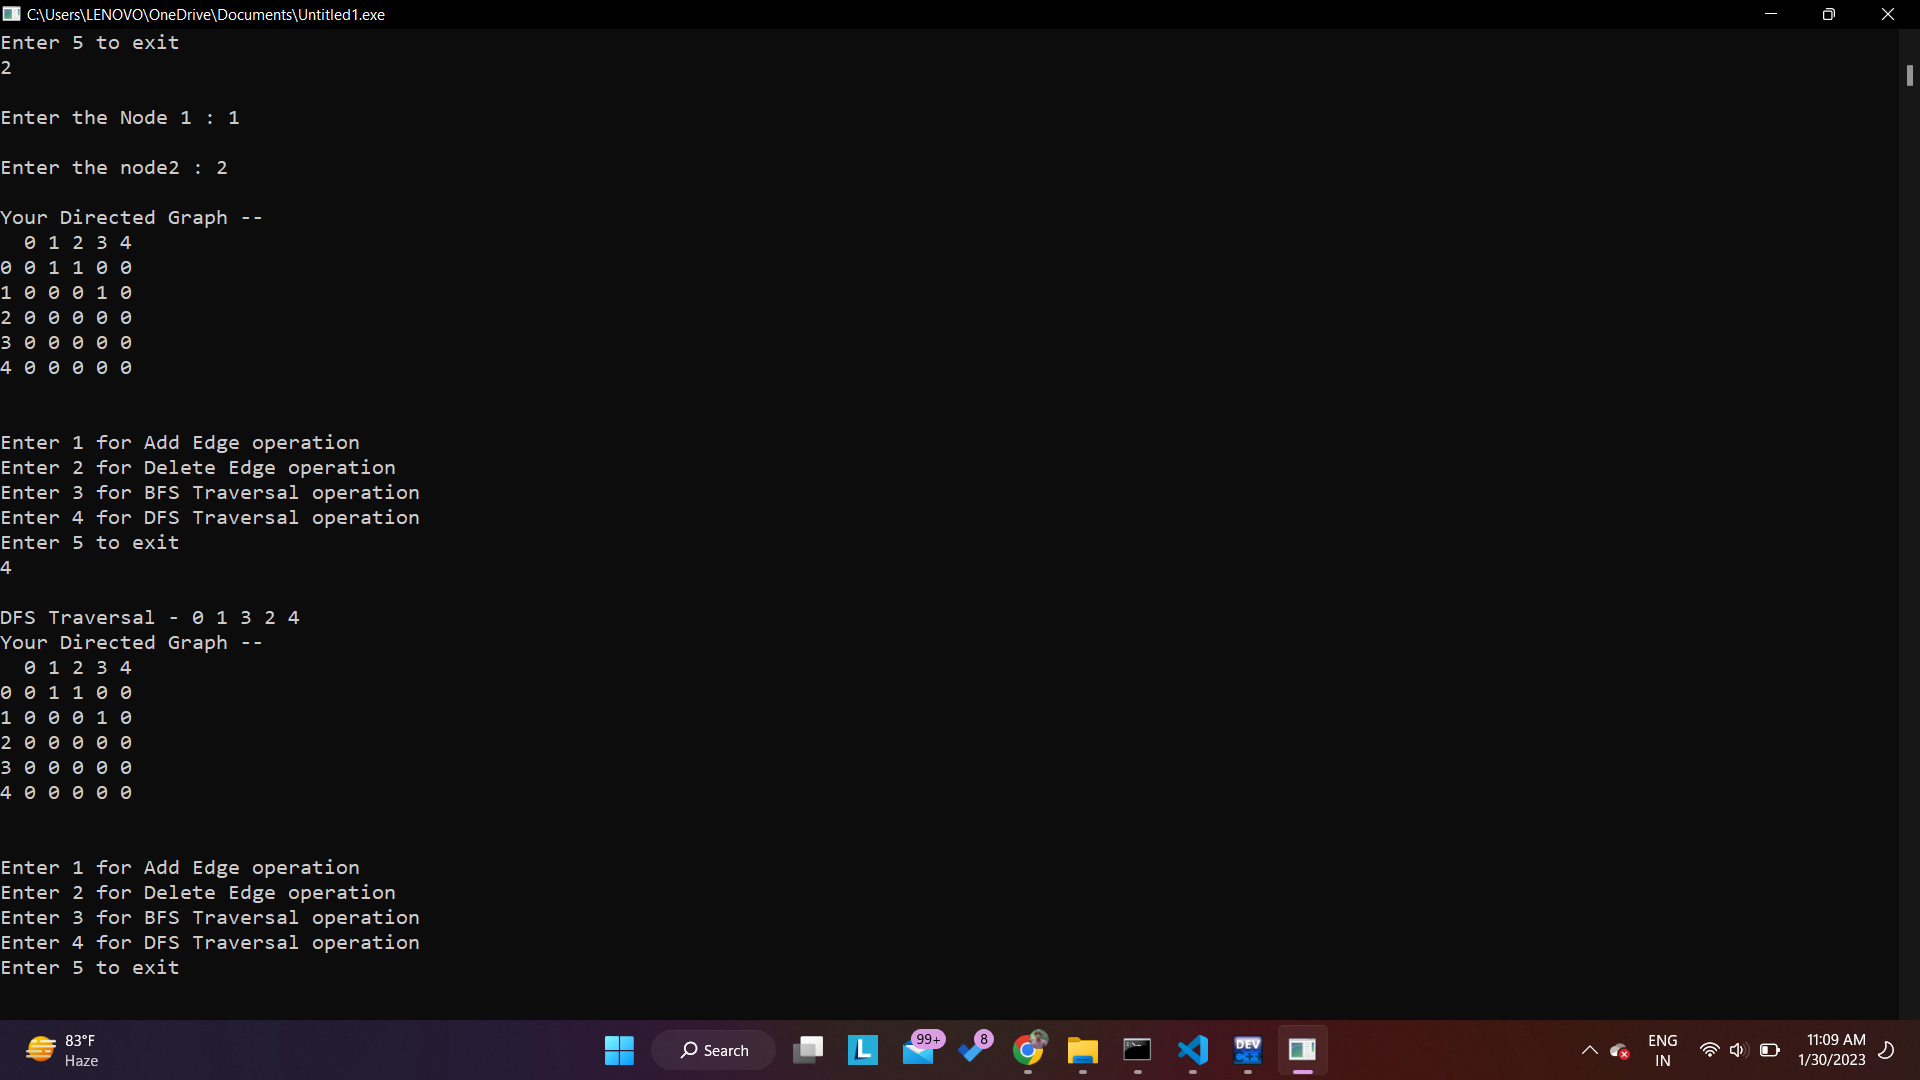 C:\Users\LENOVO\OneDrive\Documents\Untitled1.exe
Enter 5 to exit
2
Enter the Node 1 : 1
Enter the node2 : 2
Your Directed Graph --
  0 1 2 3 4
0 0 1 1 0 0
1 0 0 0 1 0
2 0 0 0 0 0
3 0 0 0 0 0
4 0 0 0 0 0
Enter 1 for Add Edge operation
Enter 2 for Delete Edge operation
Enter 3 for BFS Traversal operation
Enter 4 for DFS Traversal operation
Enter 5 to exit
4
DFS Traversal - 0 1 3 2 4
Your Directed Graph --
  0 1 2 3 4
0 0 1 1 0 0
1 0 0 0 1 0
2 0 0 0 0 0
3 0 0 0 0 0
4 0 0 0 0 0
Enter 1 for Add Edge operation
Enter 2 for Delete Edge operation
Enter 3 for BFS Traversal operation
Enter 4 for DFS Traversal operation
Enter 5 to exit
83°F
Haze
Search
L
99+
8
DEV
C++
ENG
IN
11:09 AM
1/30/2023